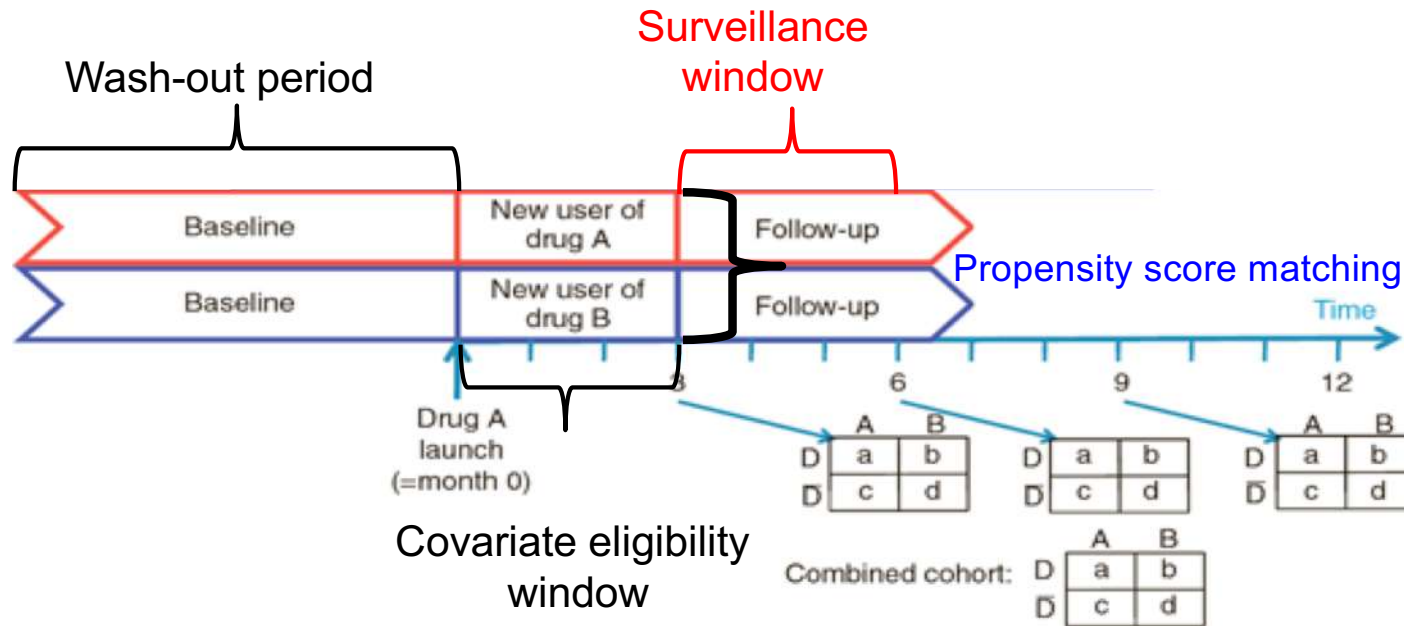 Surveillance
window
Wash-out period
Baseline
New user of
drug A
Follow-up
Baseline
New user of
drug B
Follow-up
Propensity score matching
Time
3 6 9 12
Drug A
launch
(=month 0)
A B
D a b
D̅ c d
D a b
D̅ c d
A B
D a b
D̅ c d
Covariate eligibility
window
Combined cohort:
A B
D a b
D̅ c d